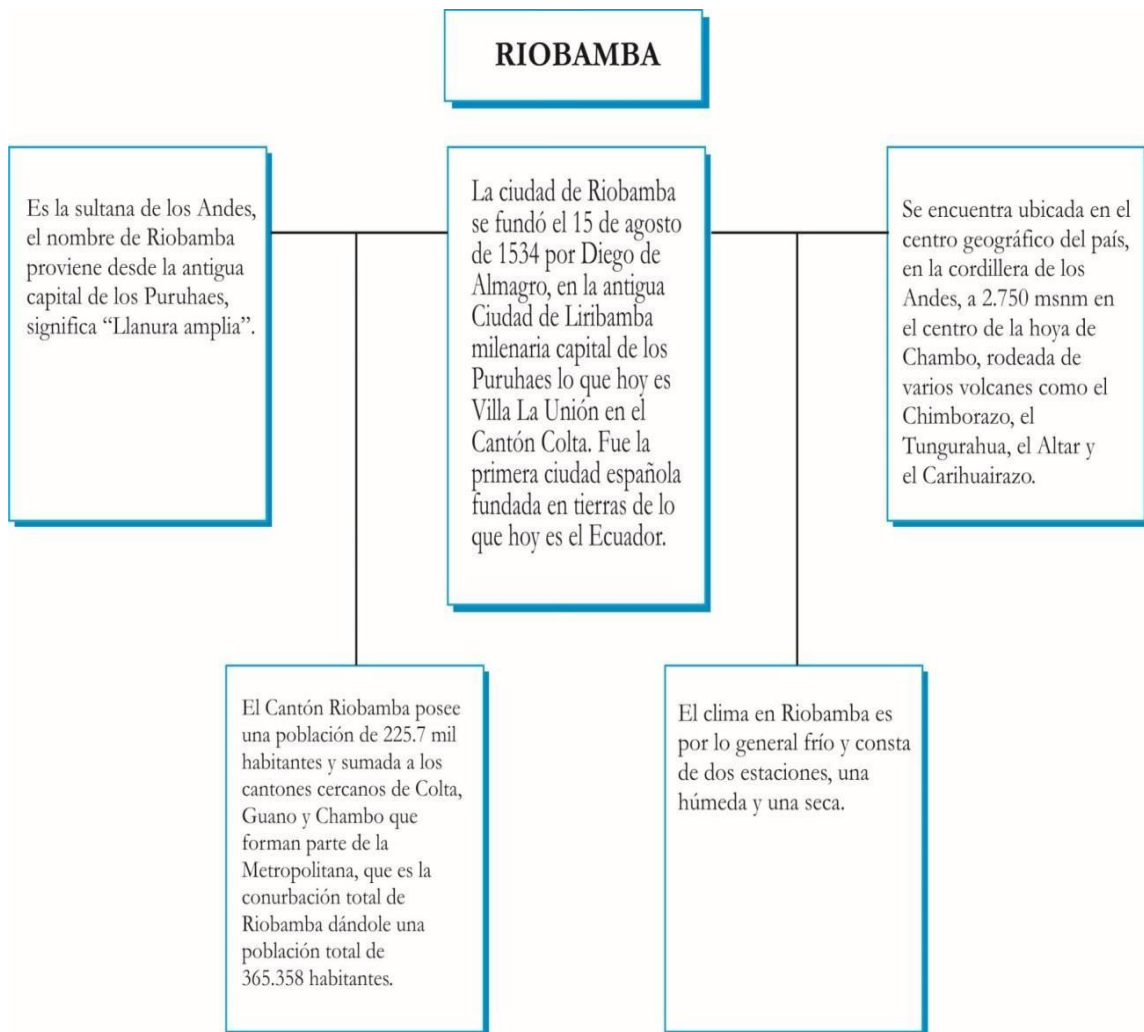 RIOBAMBA
Es la sultana de los Andes,
el nombre de Riobamba
proviene desde la antigua
capital de los Puruhaes,
significa “Llanura amplia”.
La ciudad de Riobamba
se fundó el 15 de agosto
de 1534 por Diego de
Almagro, en la antigua
Ciudad de Liribamba
milenaria capital de los
Puruhaes lo que hoy es
Villa La Unión en el
Cantón Colta. Fue la
primera ciudad española
fundada en tierras de lo
que hoy es el Ecuador.
Se encuentra ubicada en el
centro geográfico del país,
en la cordillera de los
Andes, a 2.750 msnm en
el centro de la hoya de
Chambo, rodeada de
varios volcanes como el
Chimborazo, el
Tungurahua, el Altar y
el Carihuairazo.
El Cantón Riobamba posee
una población de 225.7 mil
habitantes y sumada a los
cantones cercanos de Colta,
Guano y Chambo que
forman parte de la
Metropolitana, que es la
conurbación total de
Riobamba dándole una
población total de
365.358 habitantes.
El clima en Riobamba es
por lo general frío y consta
de dos estaciones, una
húmeda y una seca.